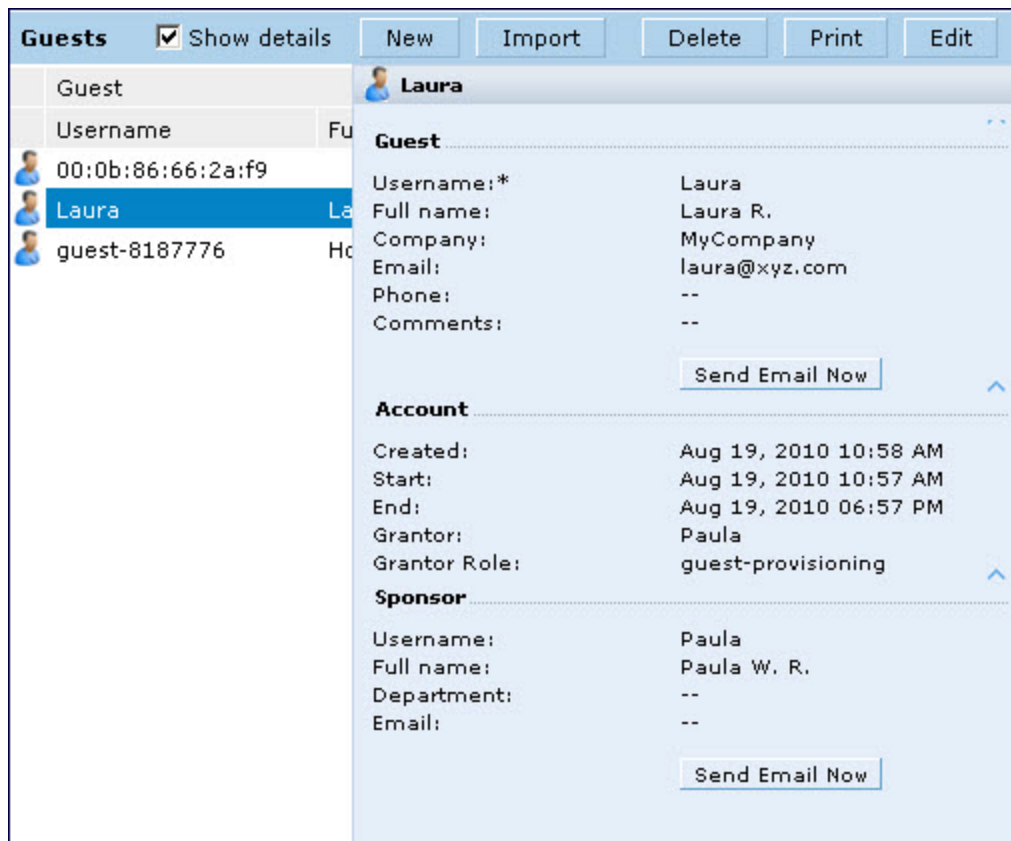 Guests Show details New Import Delete Print Edit
Guest
Username Fu
00:0b:86:66:2a:f9
Laura La
guest-8187776 Ho
Laura
Guest
Username:* Laura
Full name: Laura R.
Company: MyCompany
Email: laura@xyz.com
Phone: --
Comments: --
Send Email Now
Account
Created: Aug 19, 2010 10:58 AM
Start: Aug 19, 2010 10:57 AM
End: Aug 19, 2010 06:57 PM
Grantor: Paula
Grantor Role: guest-provisioning
Sponsor
Username: Paula
Full name: Paula W. R.
Department: --
Email: --
Send Email Now